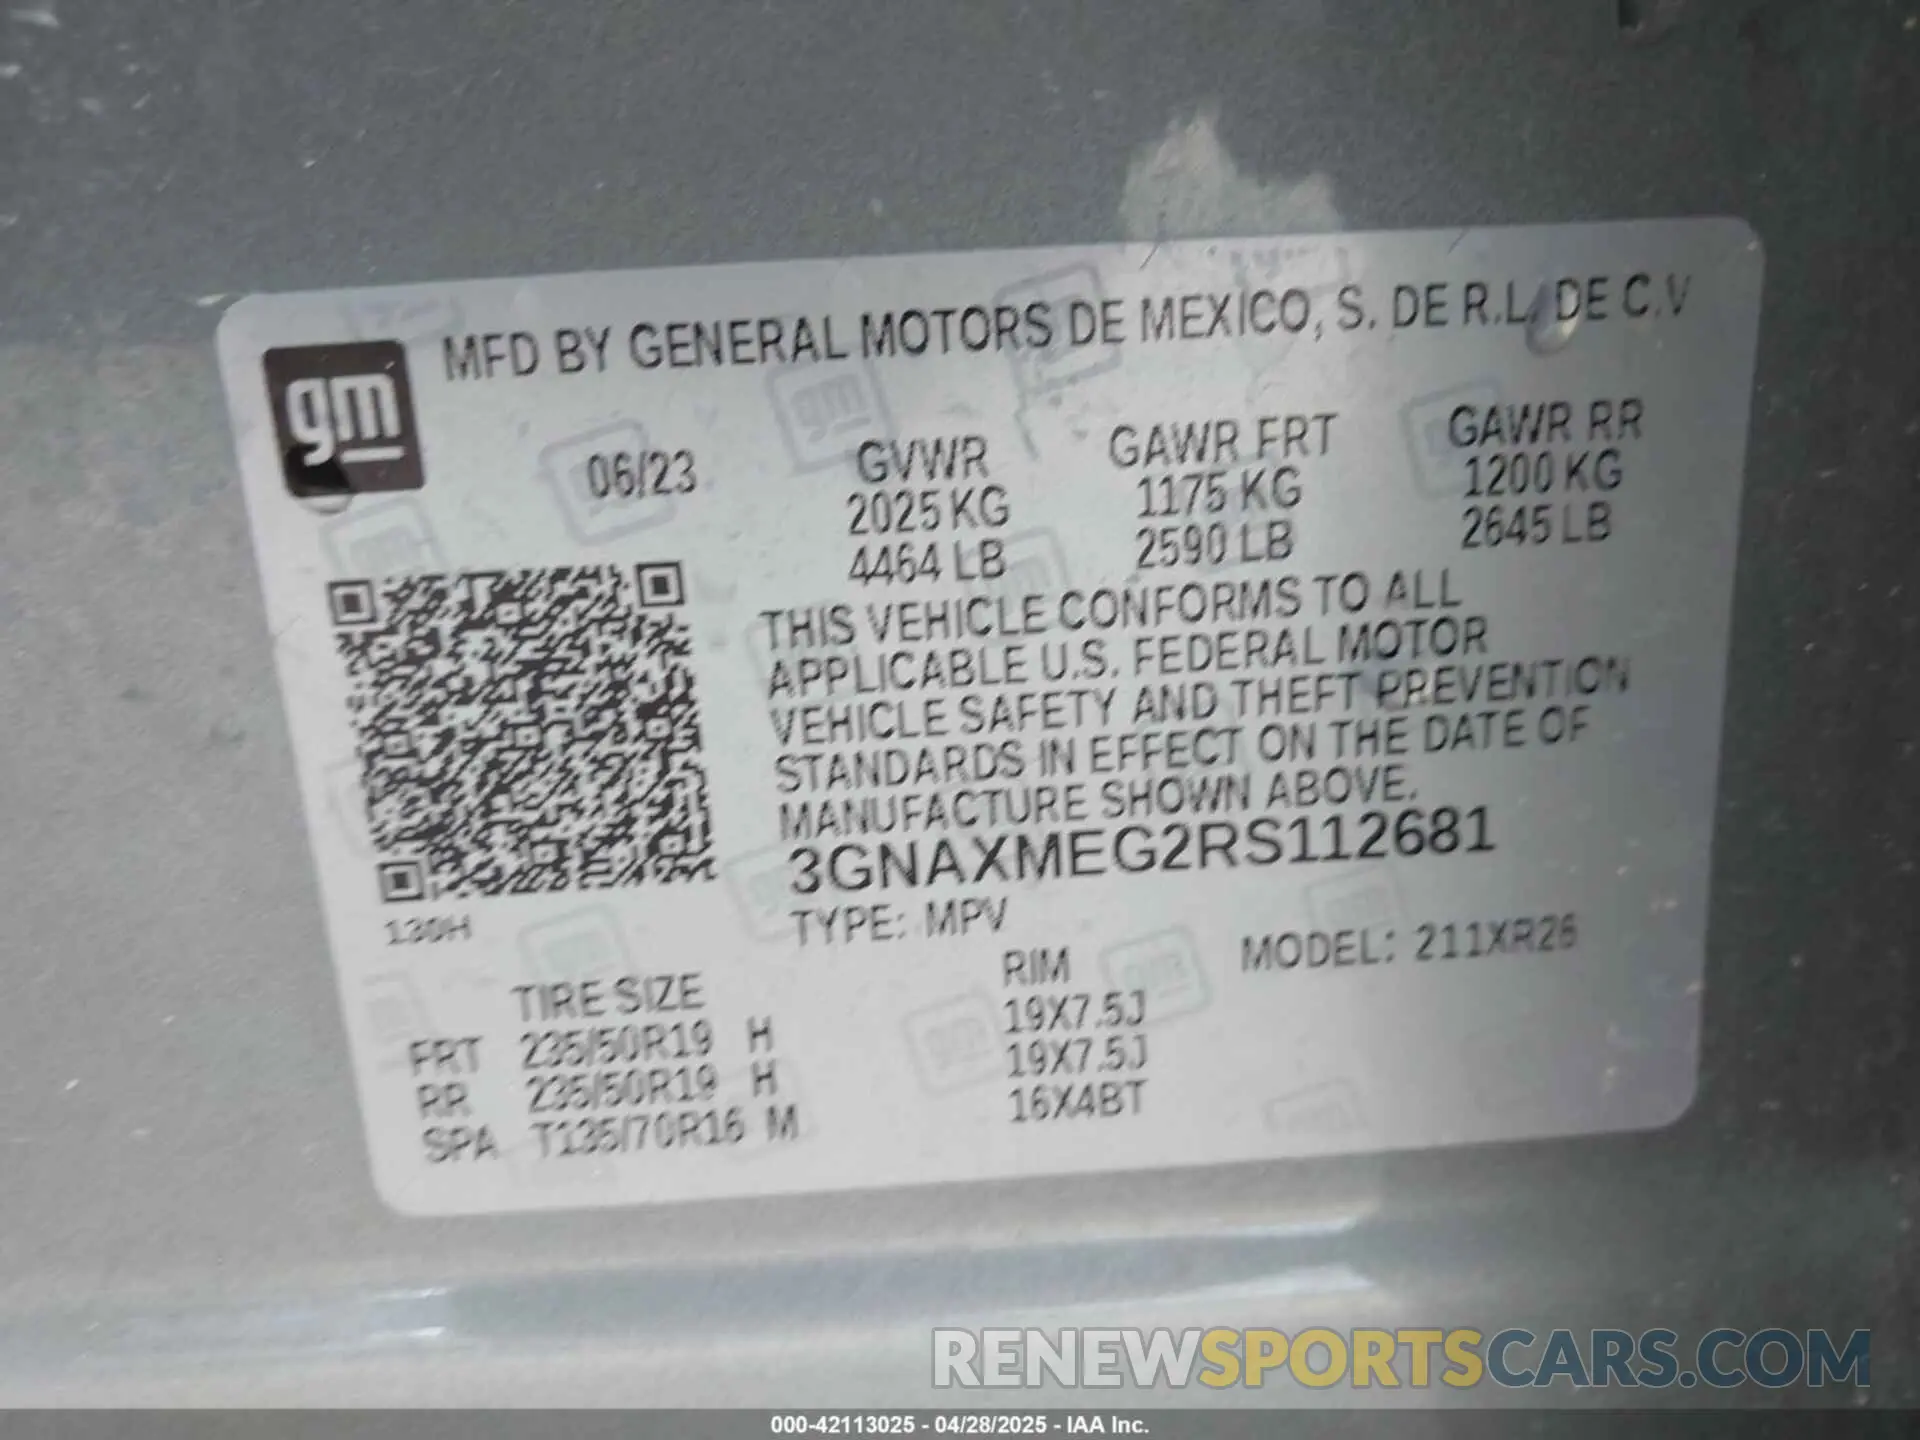 gm
MFD BY GENERAL MOTORS DE MEXICO, S. DE R.L. DE C.V
06/23
GVWR
2025 KG
4464 LB
GAWR FRT
1175 KG
2590 LB
GAWR RR
1200 KG
2645 LB
THIS VEHICLE CONFORMS TO ALL
APPLICABLE U.S. FEDERAL MOTOR
VEHICLE SAFETY AND THEFT PREVENTION
STANDARDS IN EFFECT ON THE DATE OF
MANUFACTURE SHOWN ABOVE.
3GNAXMEG2RS112681
130H
TYPE: MPV
MODEL: 211XR26
TIRE SIZE RIM
FRT 235/50R19 H 19X7.5J
RR 235/50R19 H 19X7.5J
SPA T135/70R16 M 16X4BT
RENEWSPORTSCARS.COM
000-42113025 - 04/28/2025 - IAA Inc.